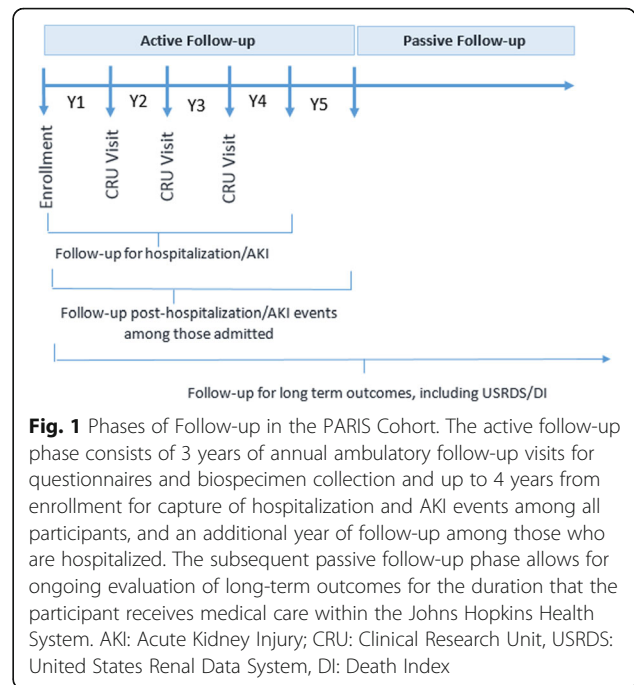 Active Follow-up
Passive Follow-up
Y1
Y2
Y3
Y4
Y5
Enrollment
CRU Visit
CRU Visit
CRU Visit
Follow-up for hospitalization/AKI
Follow-up post-hospitalization/AKI events
among those admitted
Follow-up for long term outcomes, including USRDS/DI
Fig. 1 Phases of Follow-up in the PARIS Cohort. The active follow-up
phase consists of 3 years of annual ambulatory follow-up visits for
questionnaires and biospecimen collection and up to 4 years from
enrollment for capture of hospitalization and AKI events among all
participants, and an additional year of follow-up among those who
are hospitalized. The subsequent passive follow-up phase allows for
ongoing evaluation of long-term outcomes for the duration that the
participant receives medical care within the Johns Hopkins Health
System. AKI: Acute Kidney Injury; CRU: Clinical Research Unit, USRDS:
United States Renal Data System, DI: Death Index